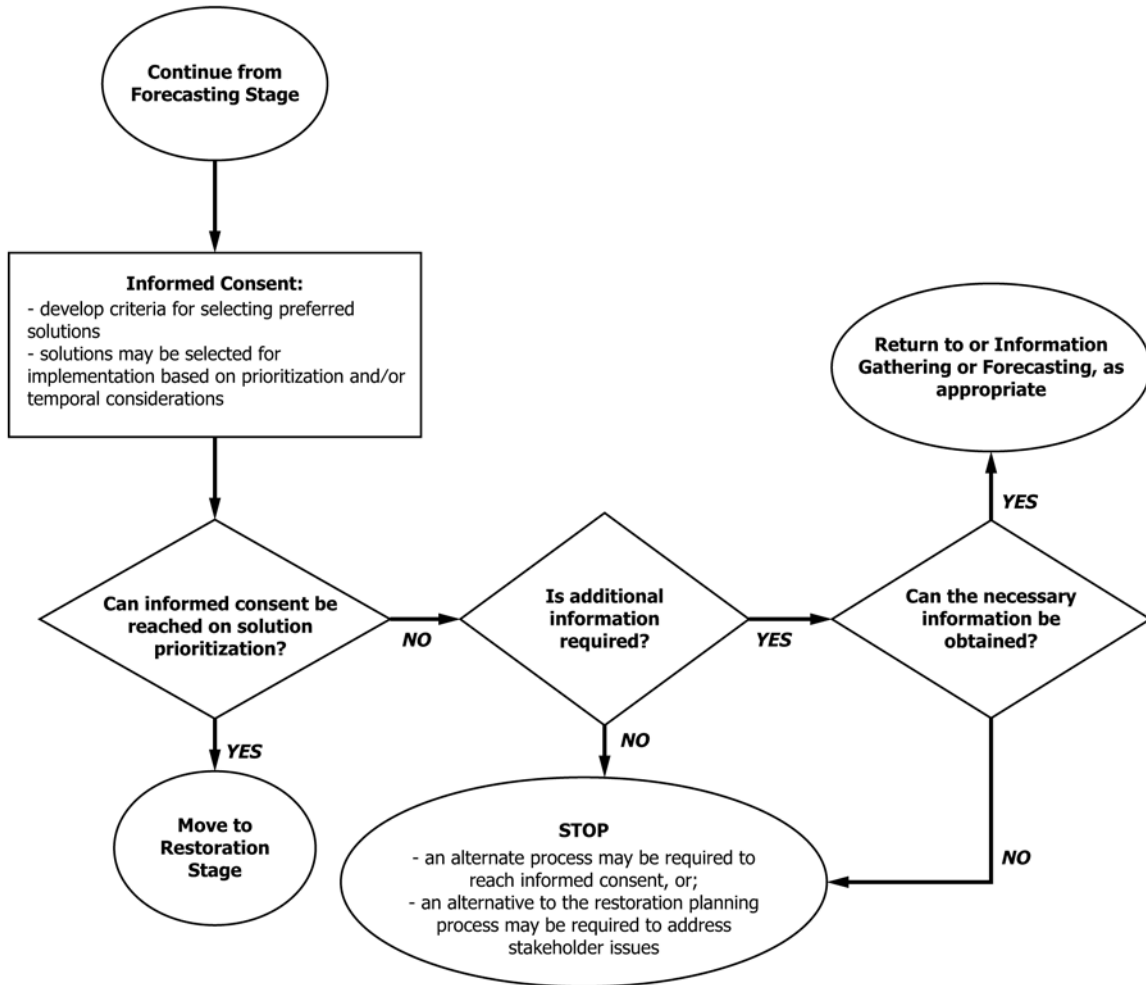 Continue from
Forecasting Stage
Informed Consent:
- develop criteria for selecting preferred
solutions
- solutions may be selected for
implementation based on prioritization and/or
temporal considerations
Return to or Information
Gathering or Forecasting, as
appropriate
YES
Can informed consent be
reached on solution
prioritization?
NO
Is additional
information
required?
YES
Can the necessary
information be
obtained?
YES
NO
NO
Move to
Restoration
Stage
STOP
- an alternate process may be required to
reach informed consent, or;
- an alternative to the restoration planning
process may be required to address
stakeholder issues